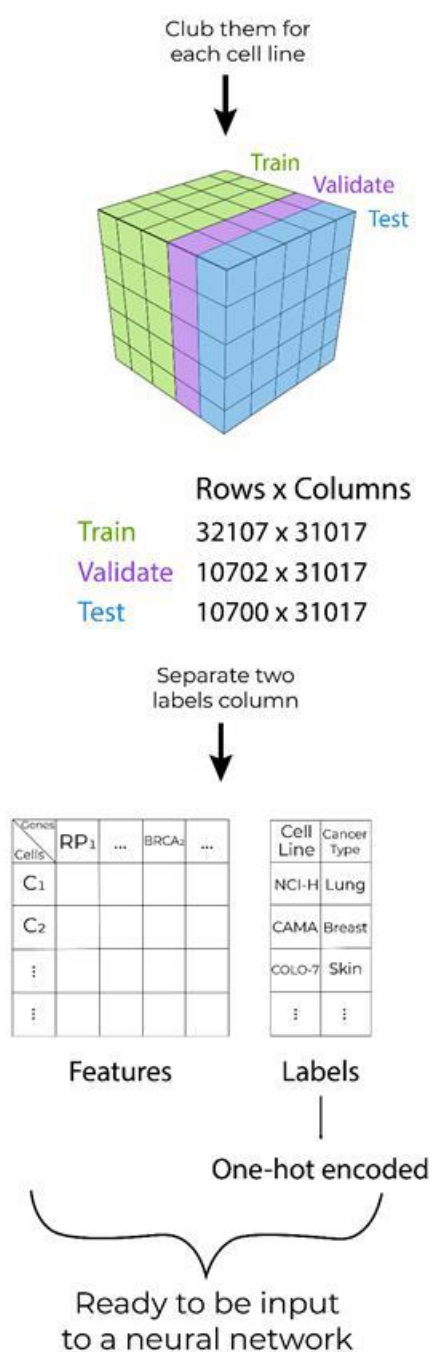 Club them for
each cell line
Train
Validate
Test
Rows x Columns
Train 32107 x 31017
Validate 10702 x 31017
Test 10700 x 31017
Separate two
labels column
Genes
Cells RP1 ... BRCA2 ...
C1
C2
⋮
⋮
Cell Line Cancer Type
NCI-H Lung
CAMA Breast
COLO-7 Skin
⋮ ⋮
Features Labels
One-hot encoded
Ready to be input
to a neural network